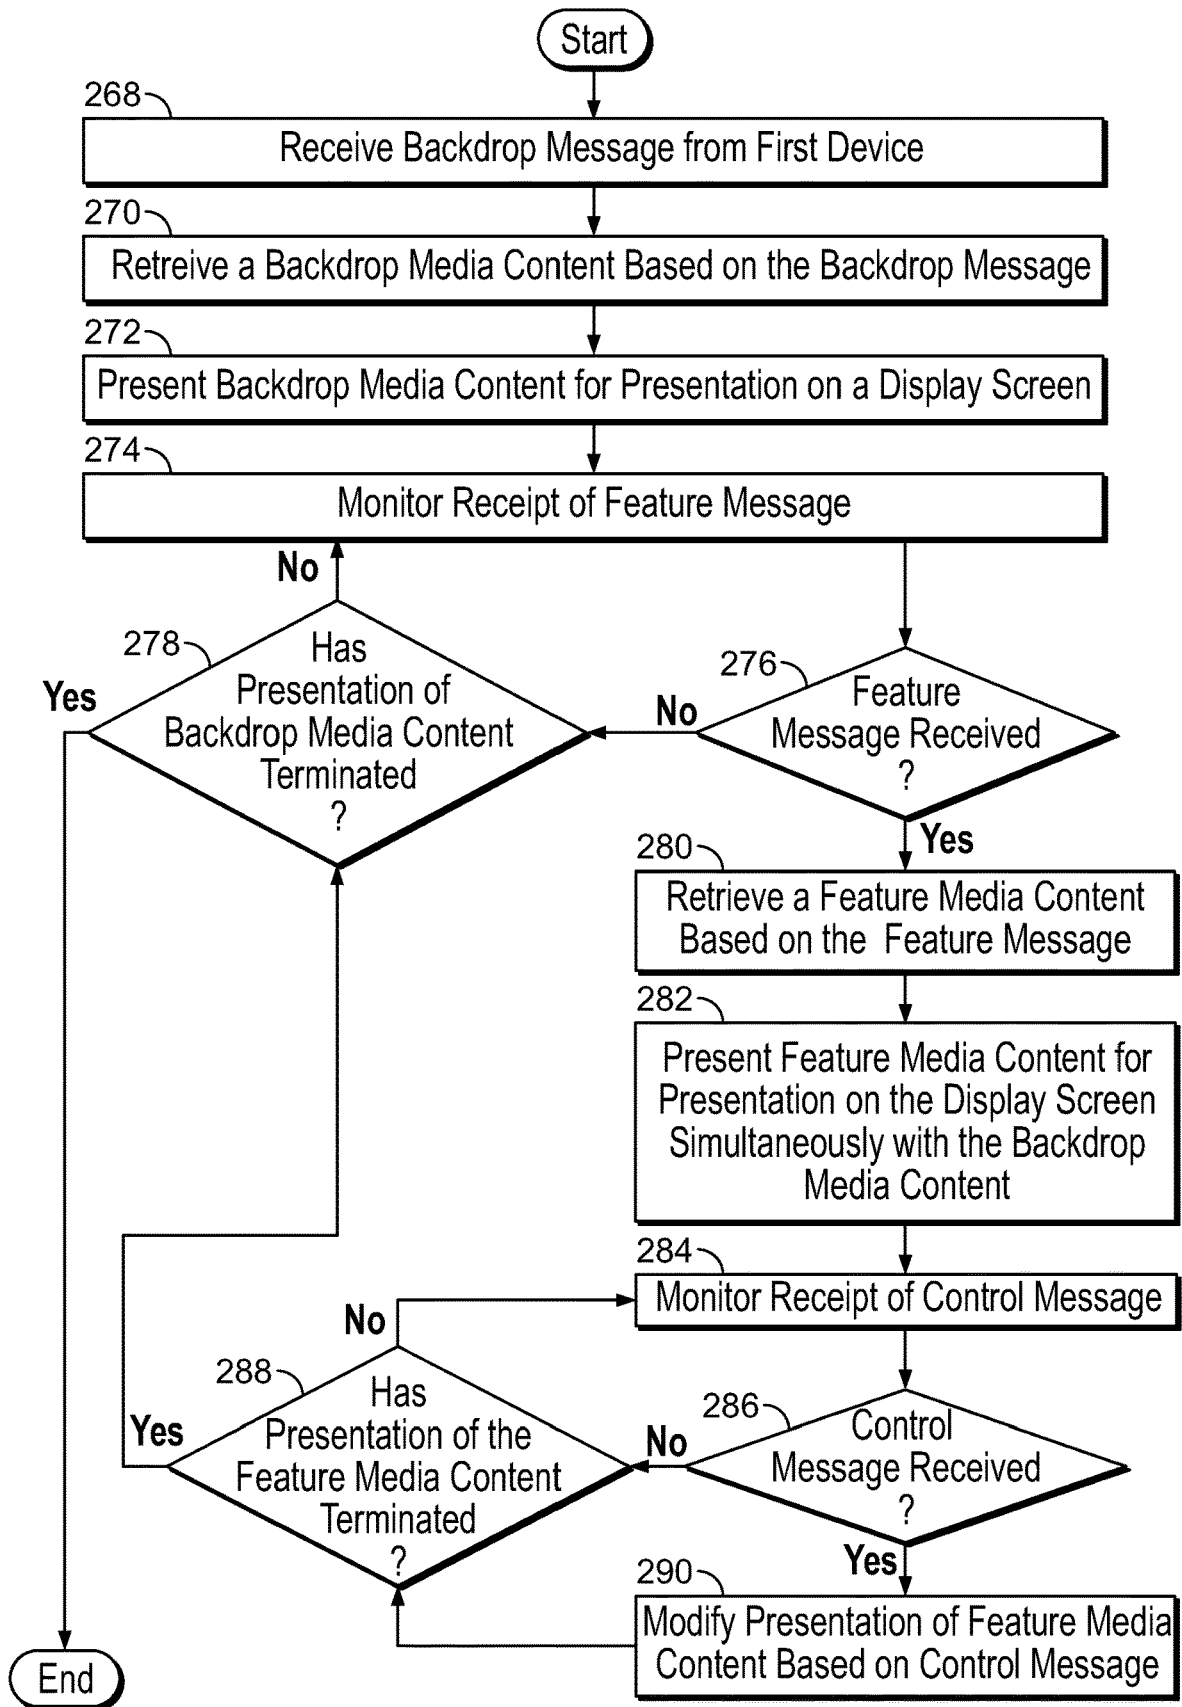 Start
268
Receive Backdrop Message from First Device
270
Retreive a Backdrop Media Content Based on the Backdrop Message
272
Present Backdrop Media Content for Presentation on a Display Screen
274
Monitor Receipt of Feature Message
No
278
Has
Presentation of
Backdrop Media Content
Terminated
?
Yes
No
276
Feature
Message Received
?
Yes
280
Retrieve a Feature Media Content
Based on the Feature Message
282
Present Feature Media Content for
Presentation on the Display Screen
Simultaneously with the Backdrop
Media Content
284
Monitor Receipt of Control Message
No
288
Has
Presentation of the
Feature Media Content
Terminated
?
Yes
No
286
Control
Message Received
?
Yes
290
Modify Presentation of Feature Media
Content Based on Control Message
End